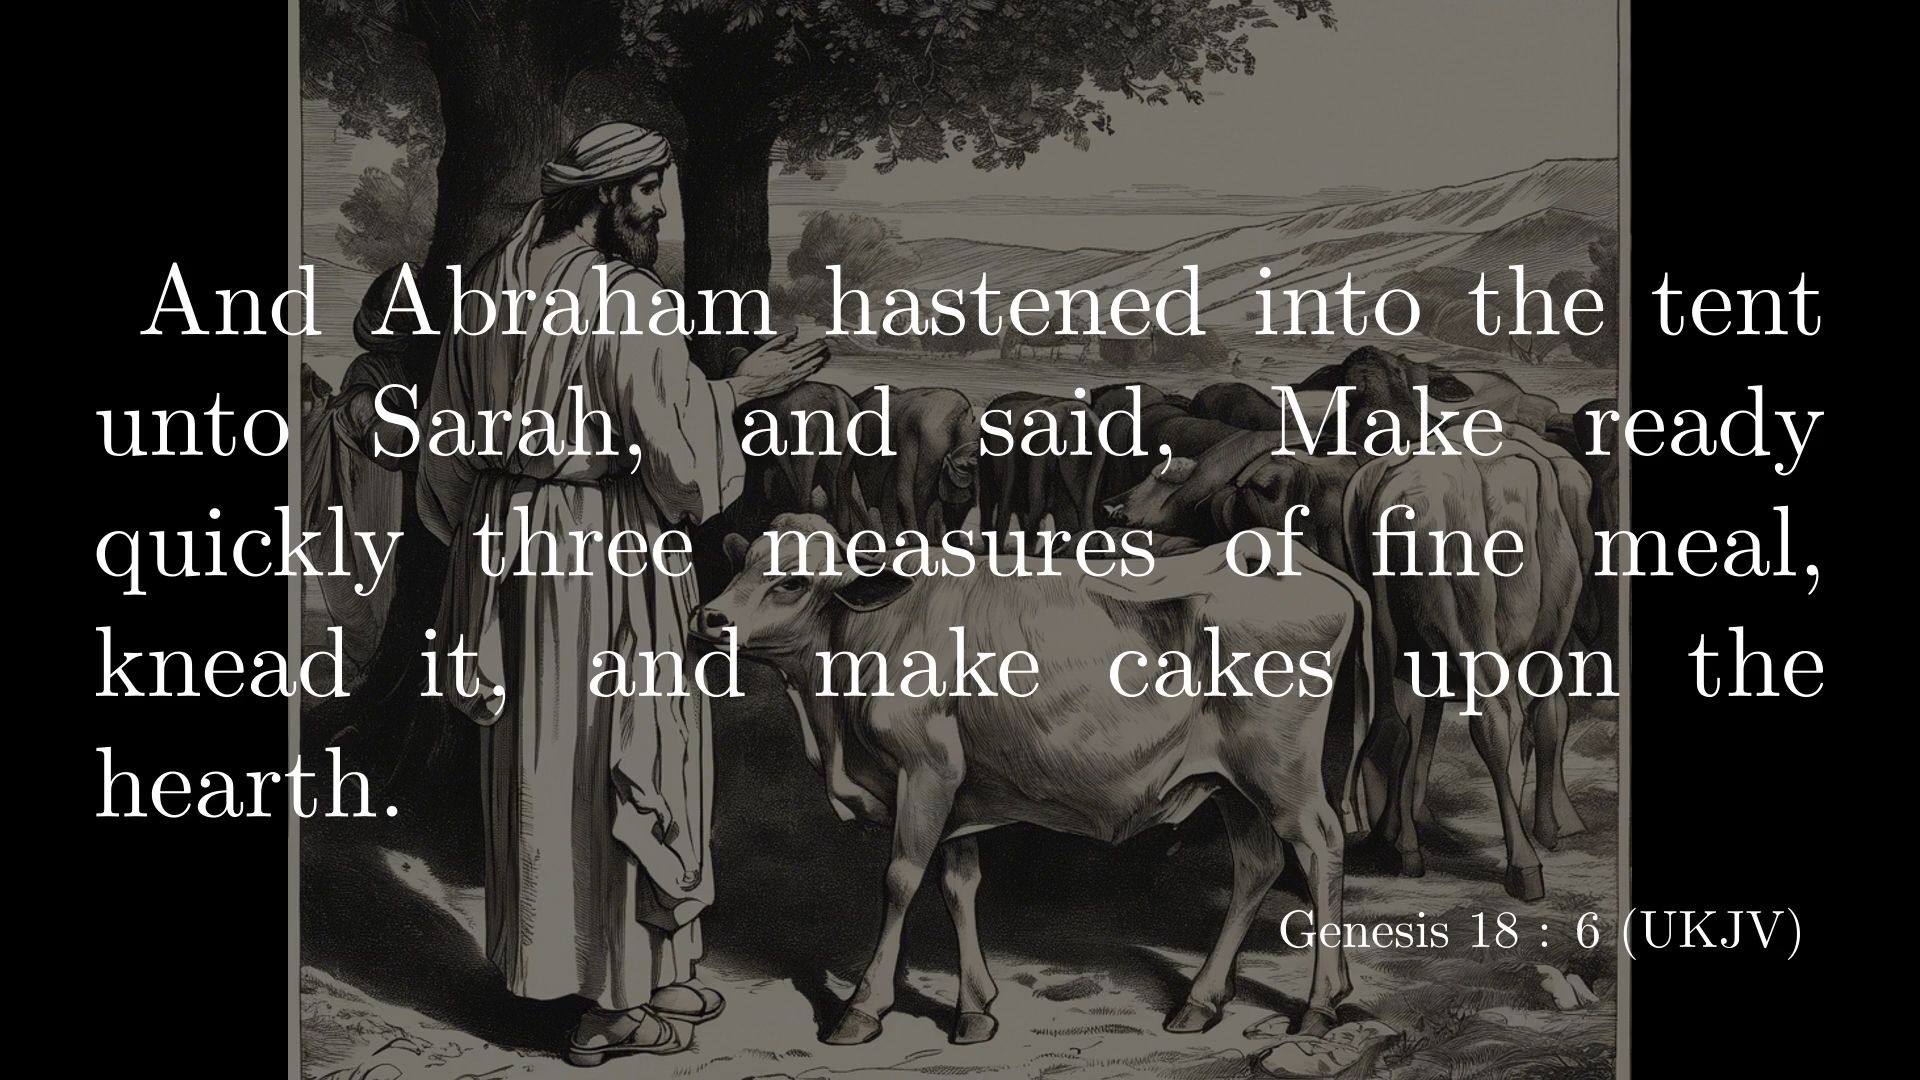 And Abraham hastened into the tent
unto Sarah, and said, Make ready
quickly three measures of fine meal,
knead it, and make cakes upon the
hearth.
Genesis 18 : 6 (UKJV)